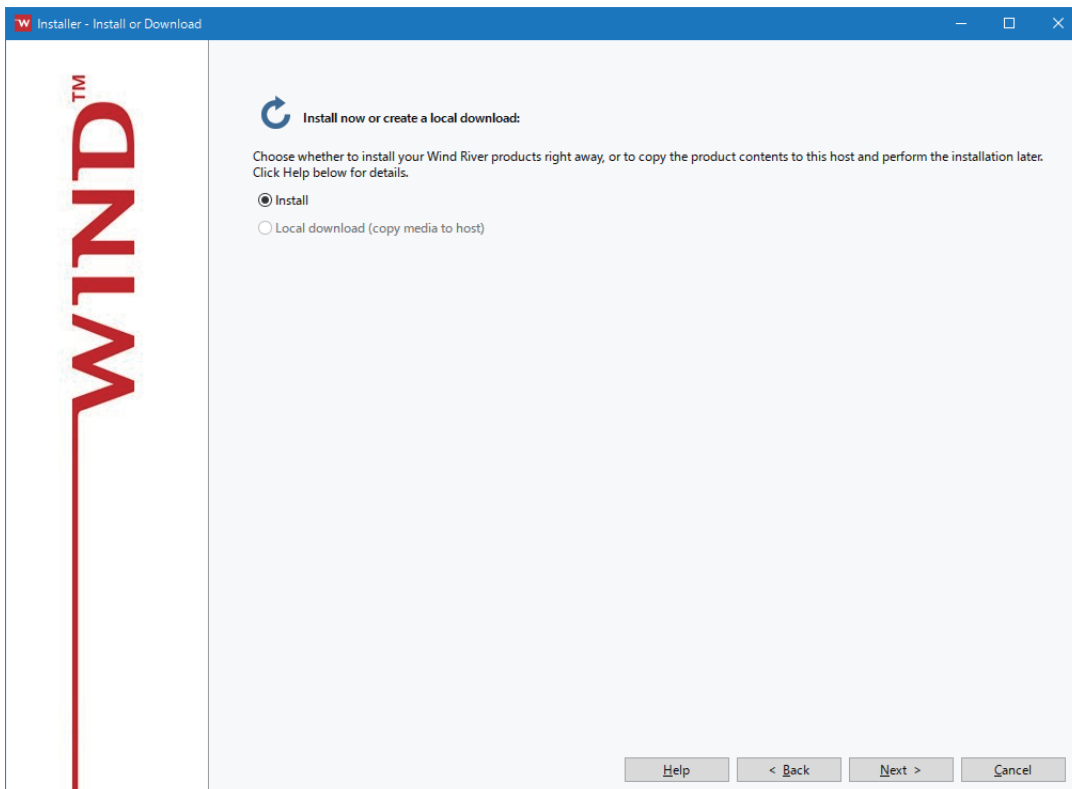 W Installer - Install or Download
WIND™
Install now or create a local download:
Choose whether to install your Wind River products right away, or to copy the product contents to this host and perform the installation later.
Click Help below for details.
Install
Local download (copy media to host)
Help
< Back
Next >
Cancel